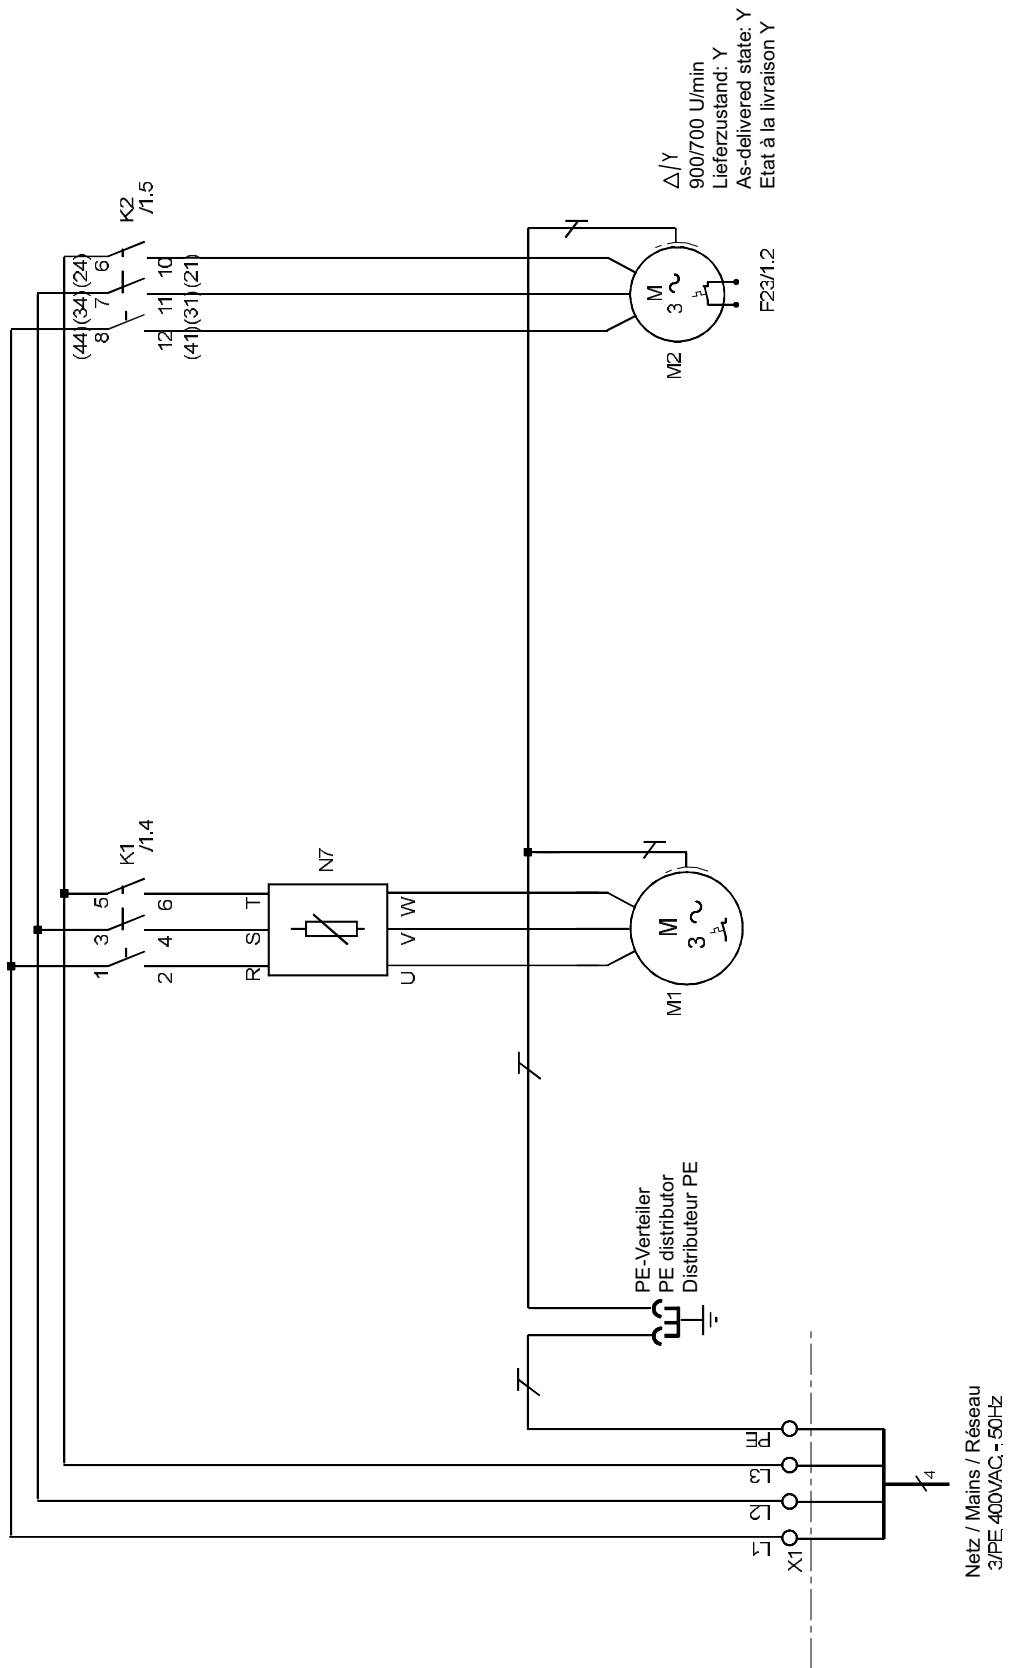 (44)(34)(24)
1 3 5
8 7 6
K1
/1.4
K2
/1.5
2 4 6
12 11 10
(41)(31)(21)
R S T
N7
U V W
PE-Verteiler
PE distributor
Distributeur PE
M1
M
3 ~
M2
M
3 ~
△/Y
900/700 U/min
Lieferzustand: Y
As-delivered state: Y
Etat à la livraison Y
F23/1.2
L1 L2 L3 PE
X1
4
Netz / Mains / Réseau
3/PE 400VAC - 50Hz